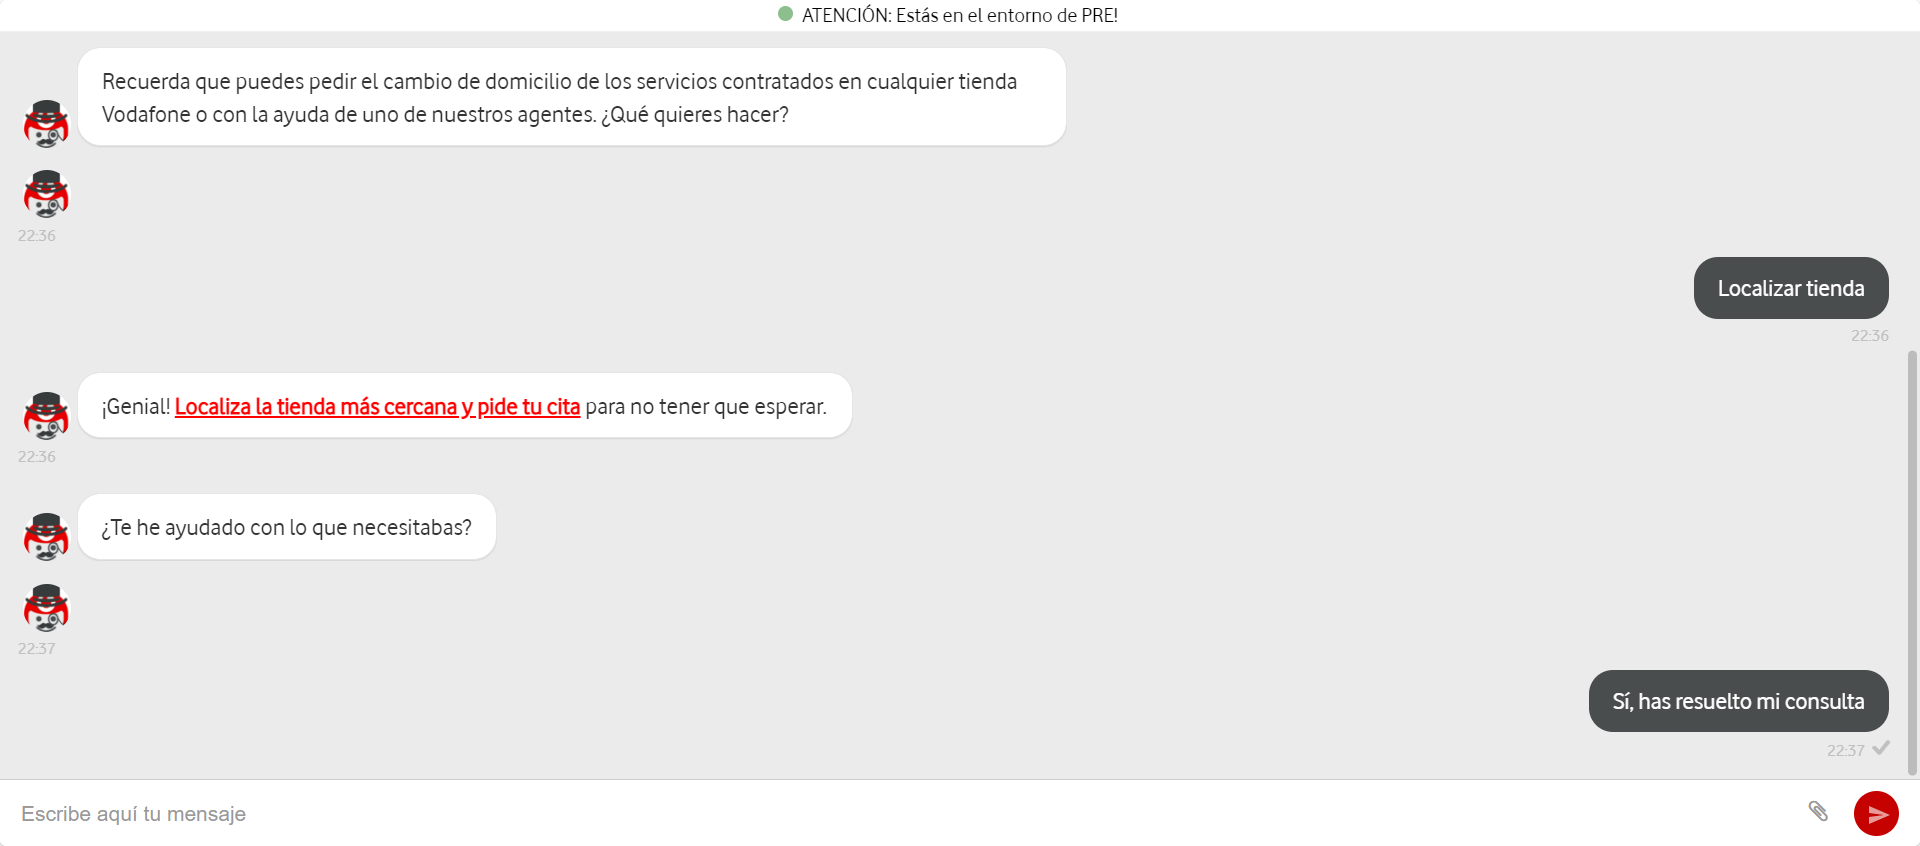 ATENCIÓN: Estás en el entorno de PRE!
Recuerda que puedes pedir el cambio de domicilio de los servicios contratados en cualquier tienda
Vodafone o con la ayuda de uno de nuestros agentes. ¿Qué quieres hacer?
22:36
Localizar tienda
22:36
¡Genial! Localiza la tienda más cercana y pide tu cita para no tener que esperar.
22:36
¿Te he ayudado con lo que necesitabas?
22:37
Sí, has resuelto mi consulta
22:37
Escribe aquí tu mensaje